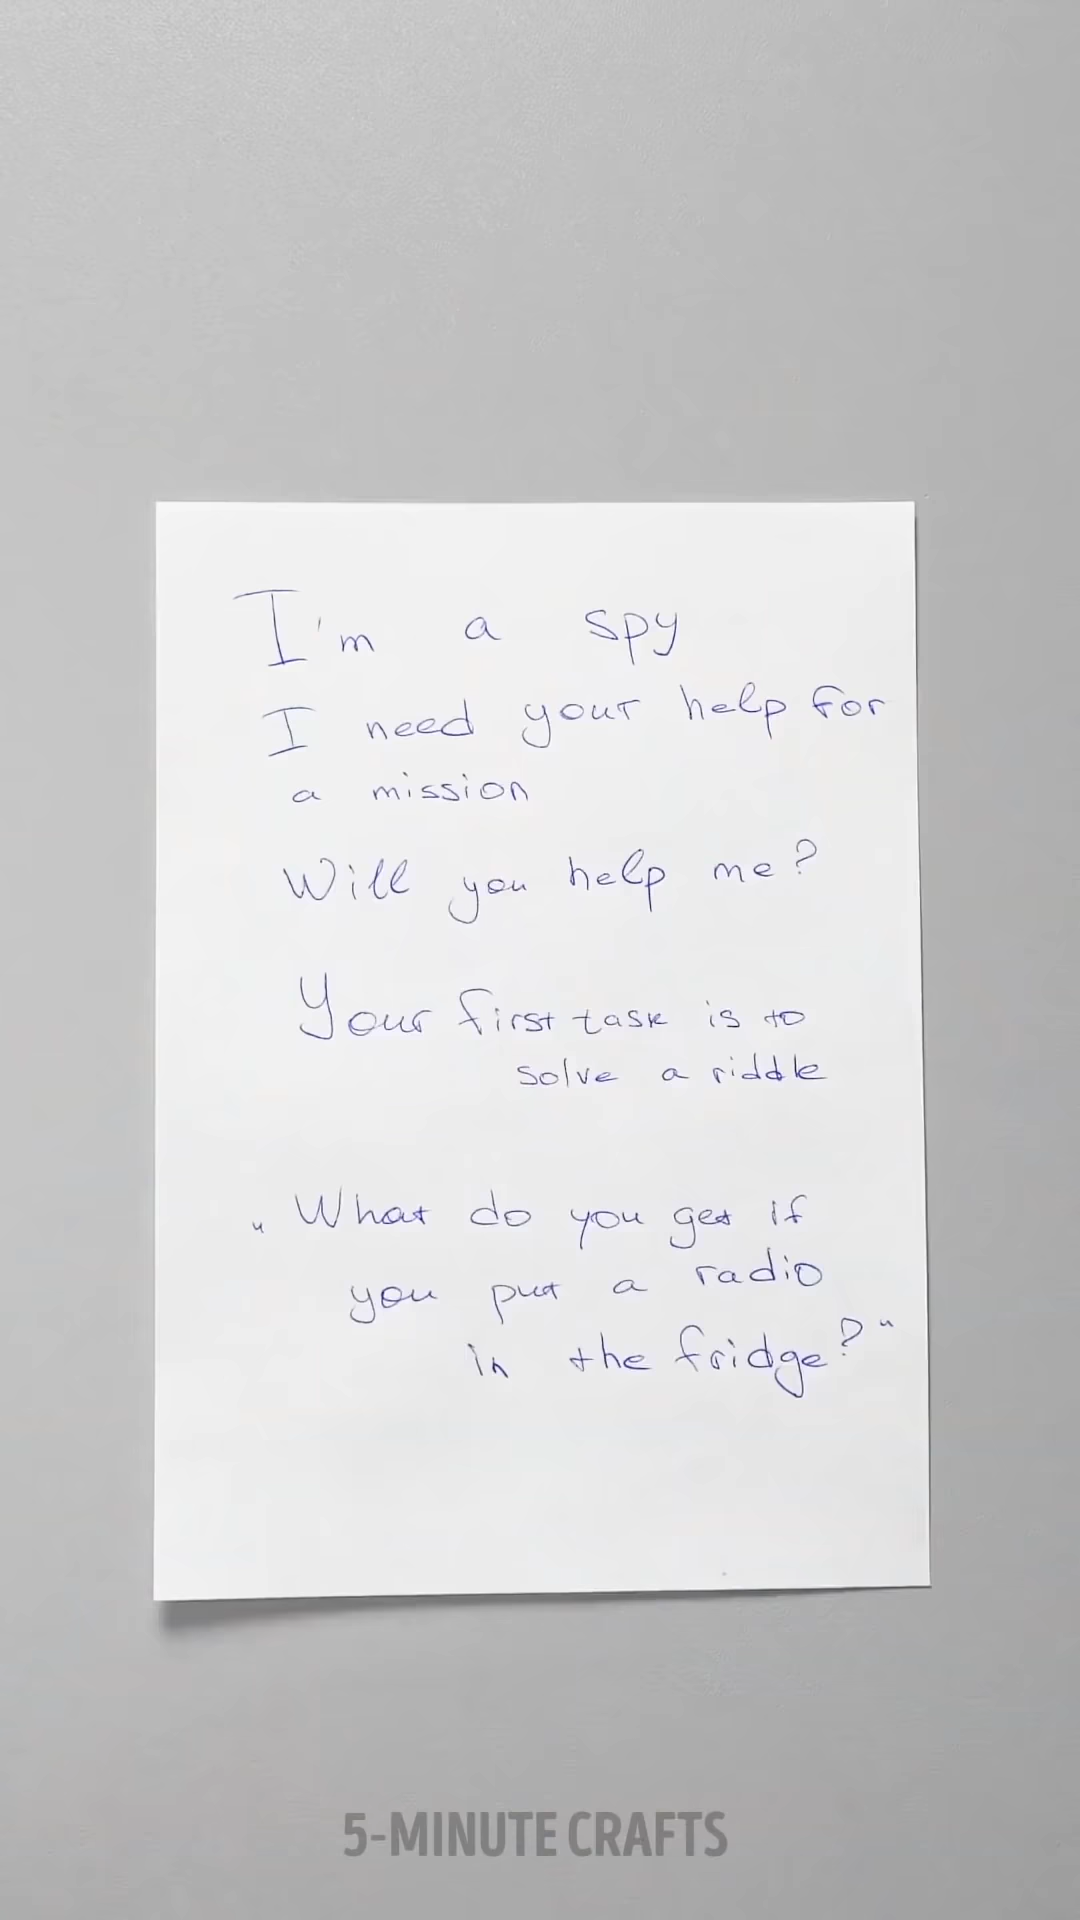 I'm a spy
I need your help for
a mission
Will you help me?
Your first task is to
solve a riddle
„What do you get if
you put a radio
in the fridge?"
5-MINUTE CRAFTS